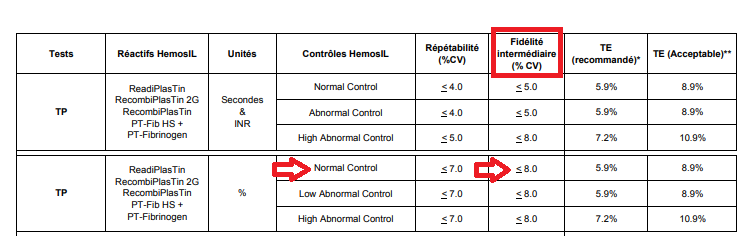 Tests Réactifs HemosIL Unités Contrôles HemosIL Répétabilité (%CV) Fidélité intermédiaire (% CV) TE (recommandé)* TE (Acceptable)**
TP
ReadiPlasTin
RecombiPlasTin 2G
RecombiPlasTin
PT-Fib HS +
PT-Fibrinogen
Secondes
&
INR
Normal Control ≤ 4.0 ≤ 5.0 5.9% 8.9%
Abnormal Control ≤ 4.0 ≤ 5.0 5.9% 8.9%
High Abnormal Control ≤ 5.0 ≤ 8.0 7.2% 10.9%
TP
ReadiPlasTin
RecombiPlasTin 2G
RecombiPlasTin
PT-Fib HS +
PT-Fibrinogen
%
Normal Control ≤ 7.0 ≤ 8.0 5.9% 8.9%
Low Abnormal Control ≤ 7.0 ≤ 8.0 5.9% 8.9%
High Abnormal Control ≤ 7.0 ≤ 8.0 7.2% 10.9%